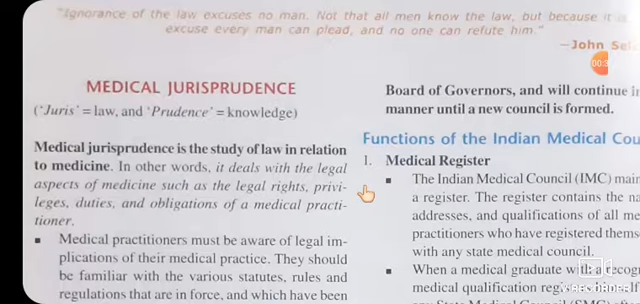 "Ignorance of the law excuses no man. Not that all men know the law, but because it is
excuse every man can plead, and no one can refute him."
—John
MEDICAL JURISPRUDENCE
('Juris' = law, and 'Prudence' = knowledge)
Medical jurisprudence is the study of law in relation
to medicine. In other words, it deals with the legal
aspects of medicine such as the legal rights, privi-
leges, duties, and obligations of a medical practi-
tioner.
▪ Medical practitioners must be aware of legal im-
plications of their medical practice. They should
be familiar with the various statutes, rules and
regulations that are in force, and which have been
Board of Governors, and will continue in
manner until a new council is formed.
Functions of the Indian Medical Cou
1. Medical Register
▪ The Indian Medical Council (IMC) main
a register. The register contains the na
addresses, and qualifications of all me
practitioners who have registered thems
with any state medical council.
▪ When a medical graduate with a recogn
medical qualification
RECORDER